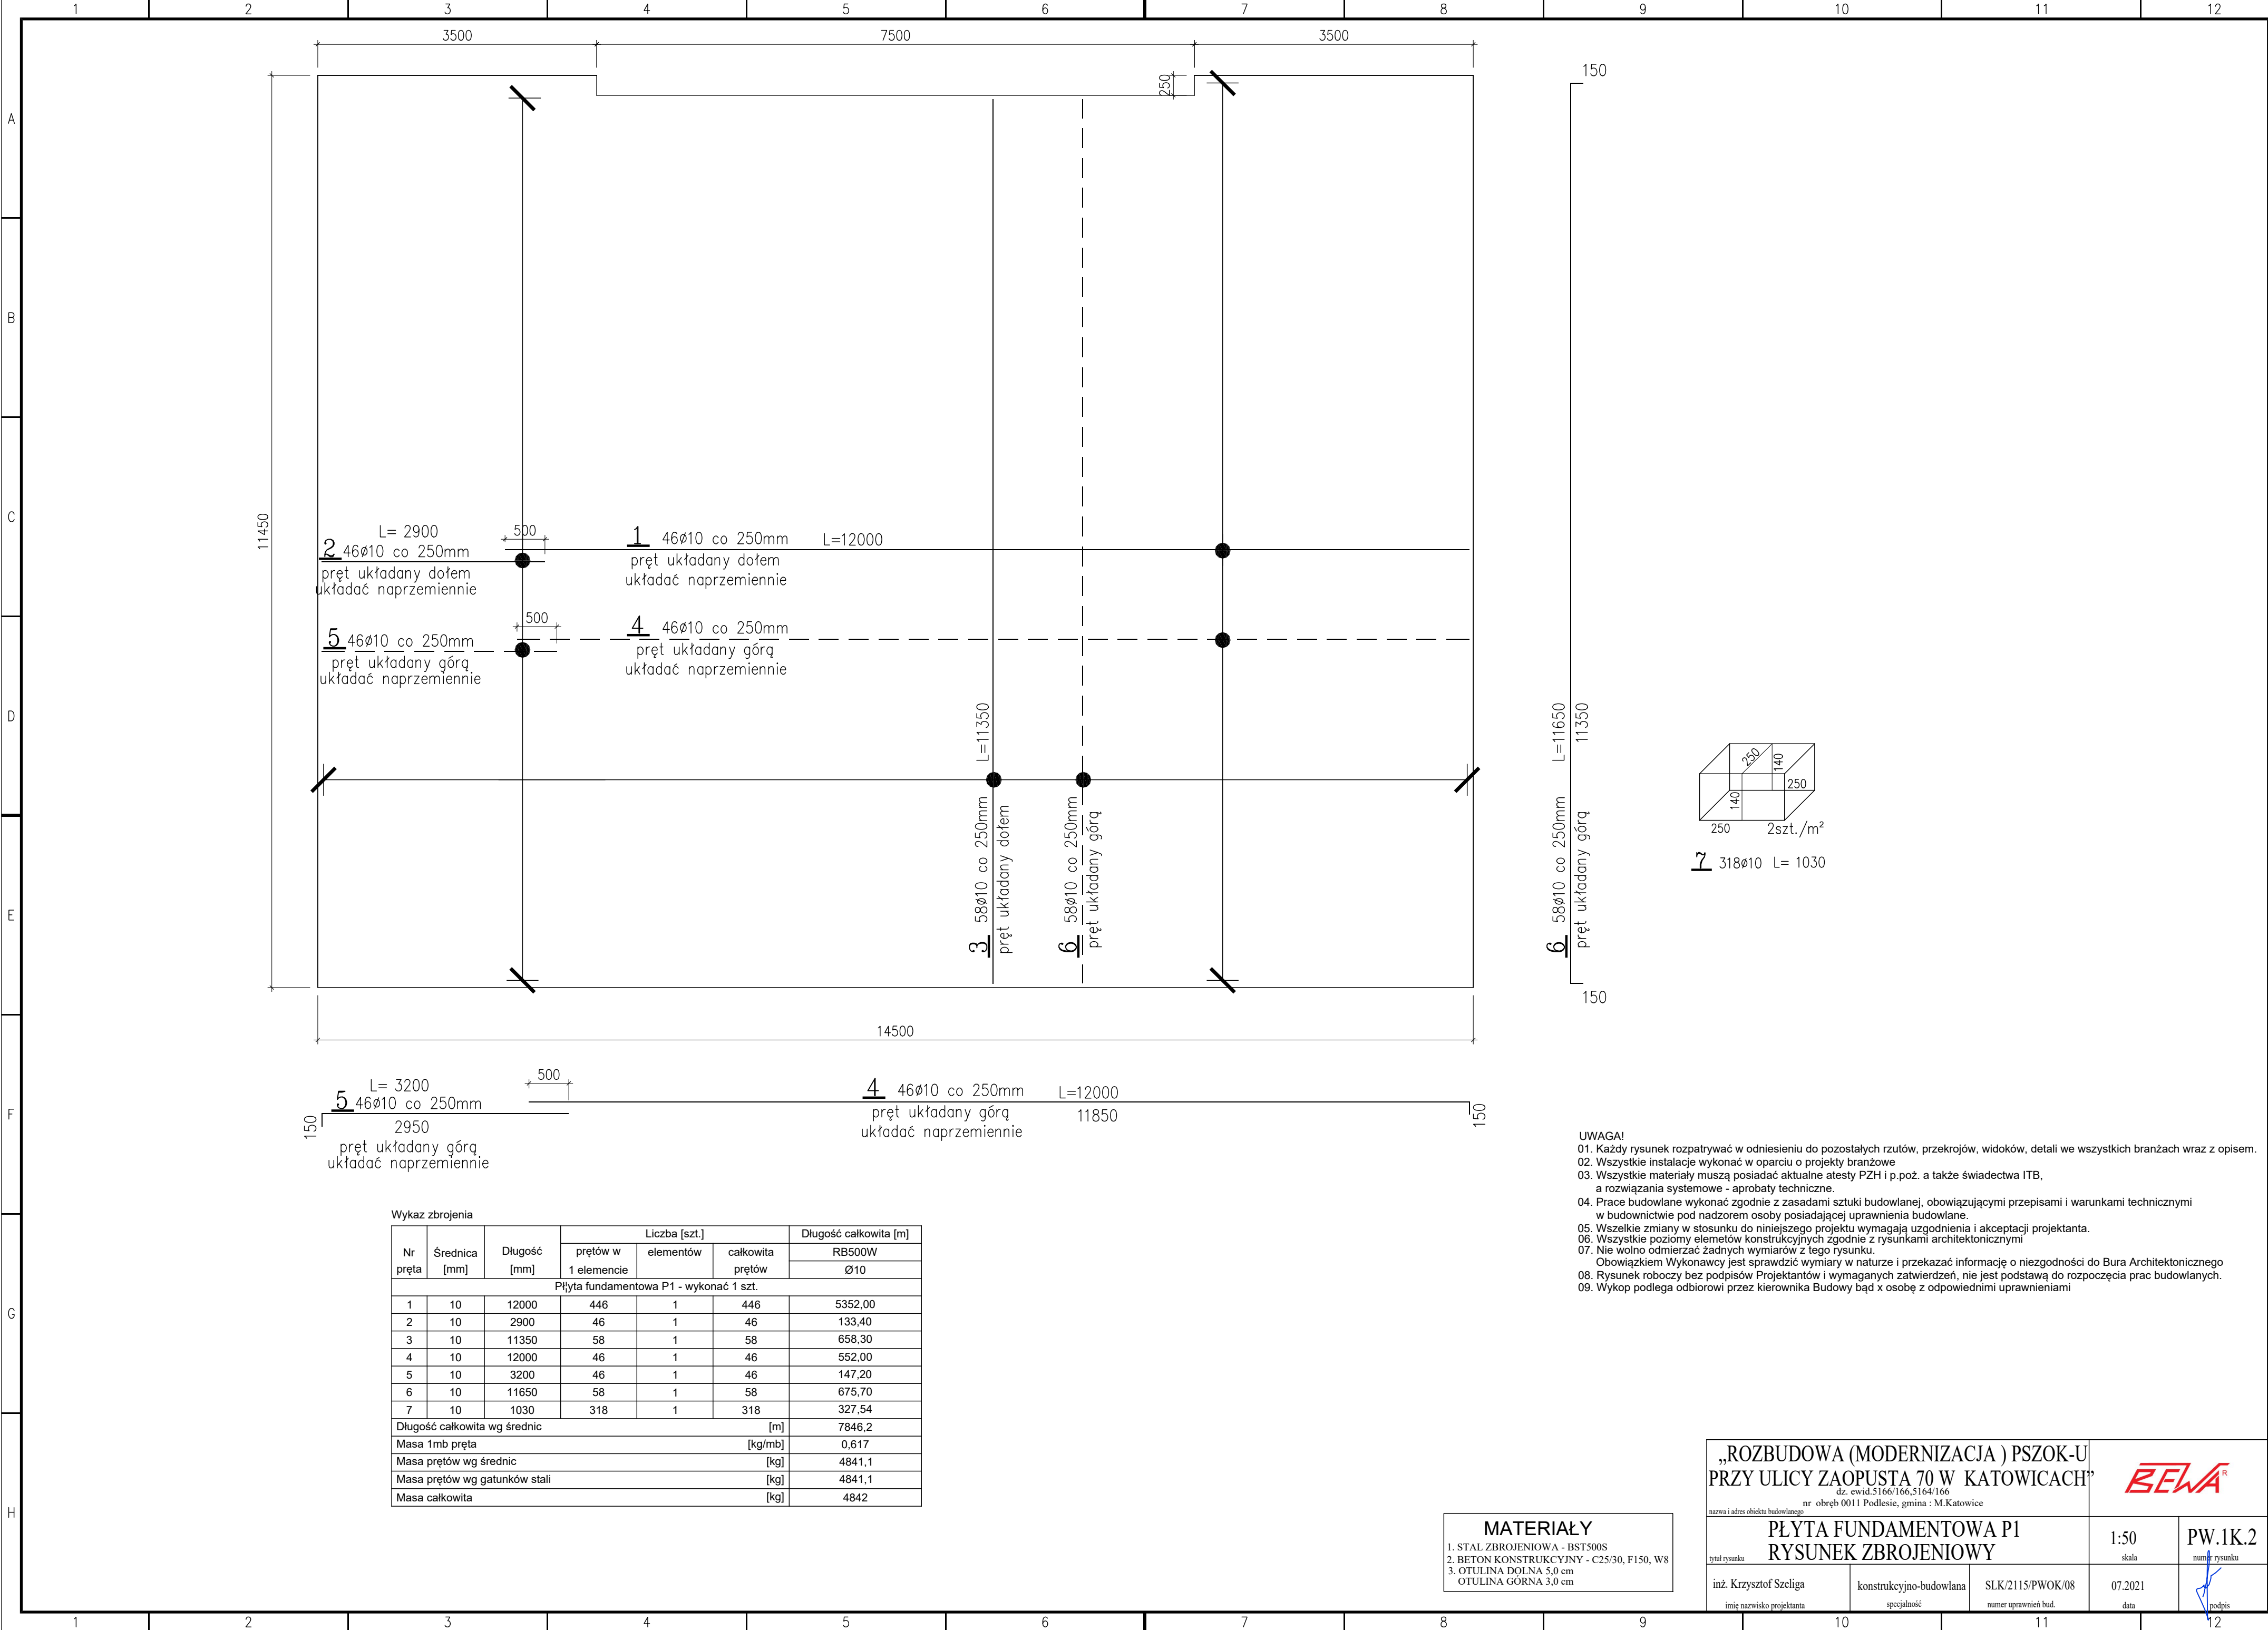 1 2 3 4 5 6 7 8 9 10 11 12
A
B
C
D
E
F
G
H
3500 7500 3500
250
11450
14500
L= 2900
2 46ø10 co 250mm
pręt układany dołem
układać naprzemiennie
500
1 46ø10 co 250mm L=12000
pręt układany dołem
układać naprzemiennie
5 46ø10 co 250mm
pręt układany górą
układać naprzemiennie
500
4 46ø10 co 250mm
pręt układany górą
układać naprzemiennie
3 58ø10 co 250mm L=11350
pręt układany dołem
6 58ø10 co 250mm
pręt układany górą
150
6 58ø10 co 250mm L=11650
pręt układany górą 11350
150
250
140
250
140
250 2szt./m²
7 318ø10 L= 1030
L= 3200
5 46ø10 co 250mm
150
2950
pręt układany górą
układać naprzemiennie
500
4 46ø10 co 250mm L=12000
pręt układany górą 11850
układać naprzemiennie
150
Wykaz zbrojenia
Nr pręta Średnica [mm] Długość [mm] Liczba [szt.] Długość całkowita [m]
prętów w 1 elemencie elementów całkowita prętów RB500W
Ø10
Pł¦yta fundamentowa P1 - wykonać 1 szt.
1 10 12000 446 1 446 5352,00
2 10 2900 46 1 46 133,40
3 10 11350 58 1 58 658,30
4 10 12000 46 1 46 552,00
5 10 3200 46 1 46 147,20
6 10 11650 58 1 58 675,70
7 10 1030 318 1 318 327,54
Długość całkowita wg średnic [m] 7846,2
Masa 1mb pręta [kg/mb] 0,617
Masa prętów wg średnic [kg] 4841,1
Masa prętów wg gatunków stali [kg] 4841,1
Masa całkowita [kg] 4842
UWAGA!
01. Każdy rysunek rozpatrywać w odniesieniu do pozostałych rzutów, przekrojów, widoków, detali we wszystkich branżach wraz z opisem.
02. Wszystkie instalacje wykonać w oparciu o projekty branżowe
03. Wszystkie materiały muszą posiadać aktualne atesty PZH i p.poż. a także świadectwa ITB,
a rozwiązania systemowe - aprobaty techniczne.
04. Prace budowlane wykonać zgodnie z zasadami sztuki budowlanej, obowiązującymi przepisami i warunkami technicznymi
w budownictwie pod nadzorem osoby posiadającej uprawnienia budowlane.
05. Wszelkie zmiany w stosunku do niniejszego projektu wymagają uzgodnienia i akceptacji projektanta.
06. Wszystkie poziomy elemetów konstrukcyjnych zgodnie z rysunkami architektonicznymi
07. Nie wolno odmierzać żadnych wymiarów z tego rysunku.
Obowiązkiem Wykonawcy jest sprawdzić wymiary w naturze i przekazać informację o niezgodności do Bura Architektonicznego
08. Rysunek roboczy bez podpisów Projektantów i wymaganych zatwierdzeń, nie jest podstawą do rozpoczęcia prac budowlanych.
09. Wykop podlega odbiorowi przez kierownika Budowy bąd x osobę z odpowiednimi uprawnieniami
MATERIAŁY
1. STAL ZBROJENIOWA - BST500S
2. BETON KONSTRUKCYJNY - C25/30, F150, W8
3. OTULINA DOLNA 5,0 cm
OTULINA GÓRNA 3,0 cm
„ROZBUDOWA (MODERNIZACJA ) PSZOK-U
PRZY ULICY ZAOPUSTA 70 W KATOWICACH”
dz. ewid.5166/166,5164/166
nr obręb 0011 Podlesie, gmina : M.Katowice
nazwa i adres obiektu budowlanego
BEWA R
PŁYTA FUNDAMENTOWA P1
RYSUNEK ZBROJENIOWY
tytuł rysunku
1:50
skala
PW.1K.2
numer rysunku
inż. Krzysztof Szeliga
imię nazwisko projektanta
konstrukcyjno-budowlana
specjalność
SLK/2115/PWOK/08
numer uprawnień bud.
07.2021
data
podpis
1 2 3 4 5 6 7 8 9 10 11 12